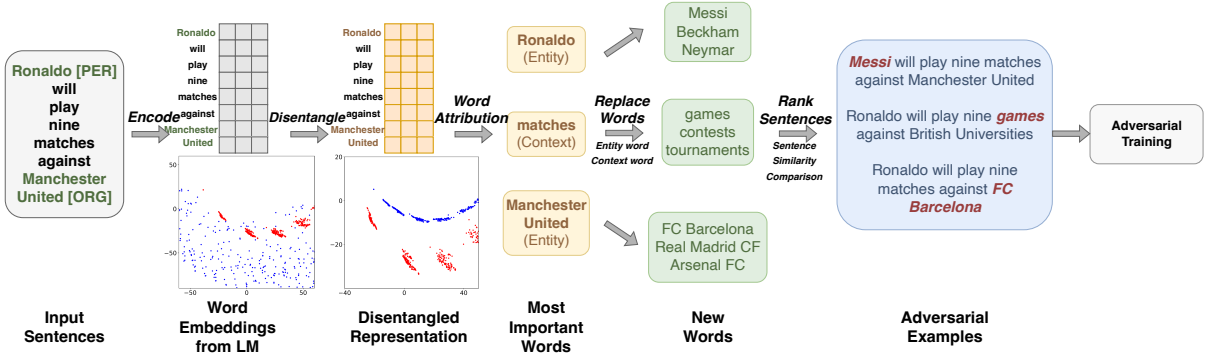 Ronaldo [PER]
will
play
nine
matches
against
Manchester
United [ORG]
Input
Sentences
Encode
Ronaldo
will
play
nine
matches
against
Manchester
United
50
0
−50
−50
0
50
Word
Embeddings
from LM
Disentangle
Ronaldo
will
play
nine
matches
against
Manchester
United
20
0
−20
−40
0
40
Disentangled
Representation
Word
Attribution
Ronaldo
(Entity)
matches
(Context)
Manchester
United
(Entity)
Most
Important
Words
Replace
Words
Entity word
Context word
Messi
Beckham
Neymar
games
contests
tournaments
FC Barcelona
Real Madrid CF
Arsenal FC
New
Words
Rank
Sentences
Sentence
Similarity
Comparison
Messi will play nine matches
against Manchester United
Ronaldo will play nine games
against British Universities
Ronaldo will play nine
matches against FC
Barcelona
Adversarial
Examples
Adversarial
Training